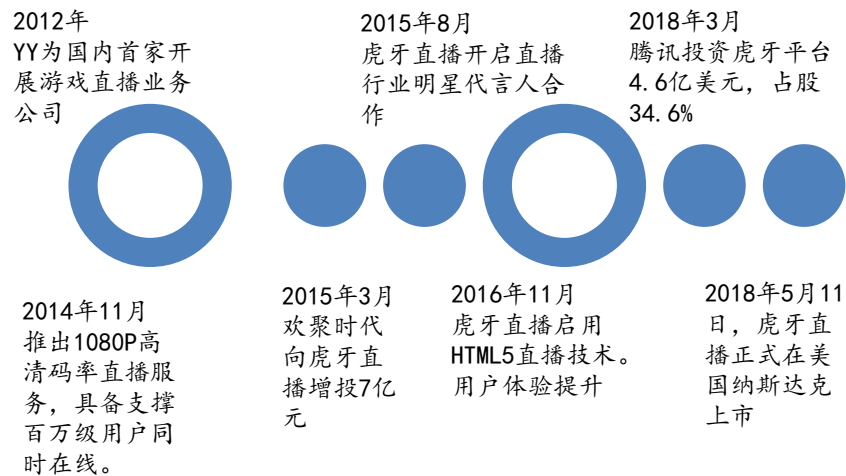 2012年
YY为国内首家开
展游戏直播业务
公司
2015年8月
虎牙直播开启直播
行业明星代言人合
作
2018年3月
腾讯投资虎牙平台
4.6亿美元，占股
34.6%
2014年11月
推出1080P高
清码率直播服
务，具备支撑
百万级用户同
时在线。
2015年3月
欢聚时代
向虎牙直
播增投7亿
元
2016年11月
虎牙直播启用
HTML5直播技术。
用户体验提升
2018年5月11
日，虎牙直
播正式在美
国纳斯达克
上市